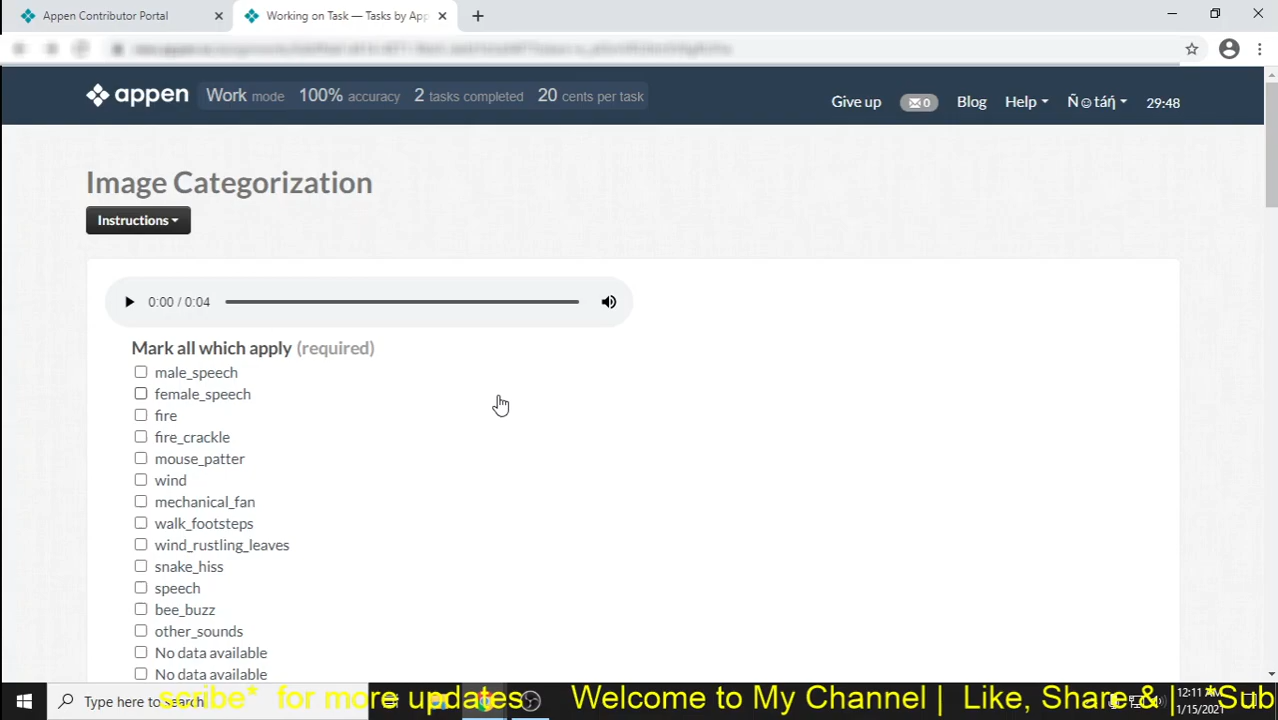 Appen Contributor Portal
Working on Task — Tasks by App
appen
Work mode 100% accuracy 2 tasks completed 20 cents per task
Give up
0
Blog
Help
Ñ☺táή
29:48
Image Categorization
Instructions
0:00 / 0:04
Mark all which apply (required)
male_speech
female_speech
fire
fire_crackle
mouse_patter
wind
mechanical_fan
walk_footsteps
wind_rustling_leaves
snake_hiss
speech
bee_buzz
other_sounds
No data available
No data available
Type here to search
scribe* for more updates Welcome to My Channel | Like, Share & | *Sub
12:11 AM
1/15/2021